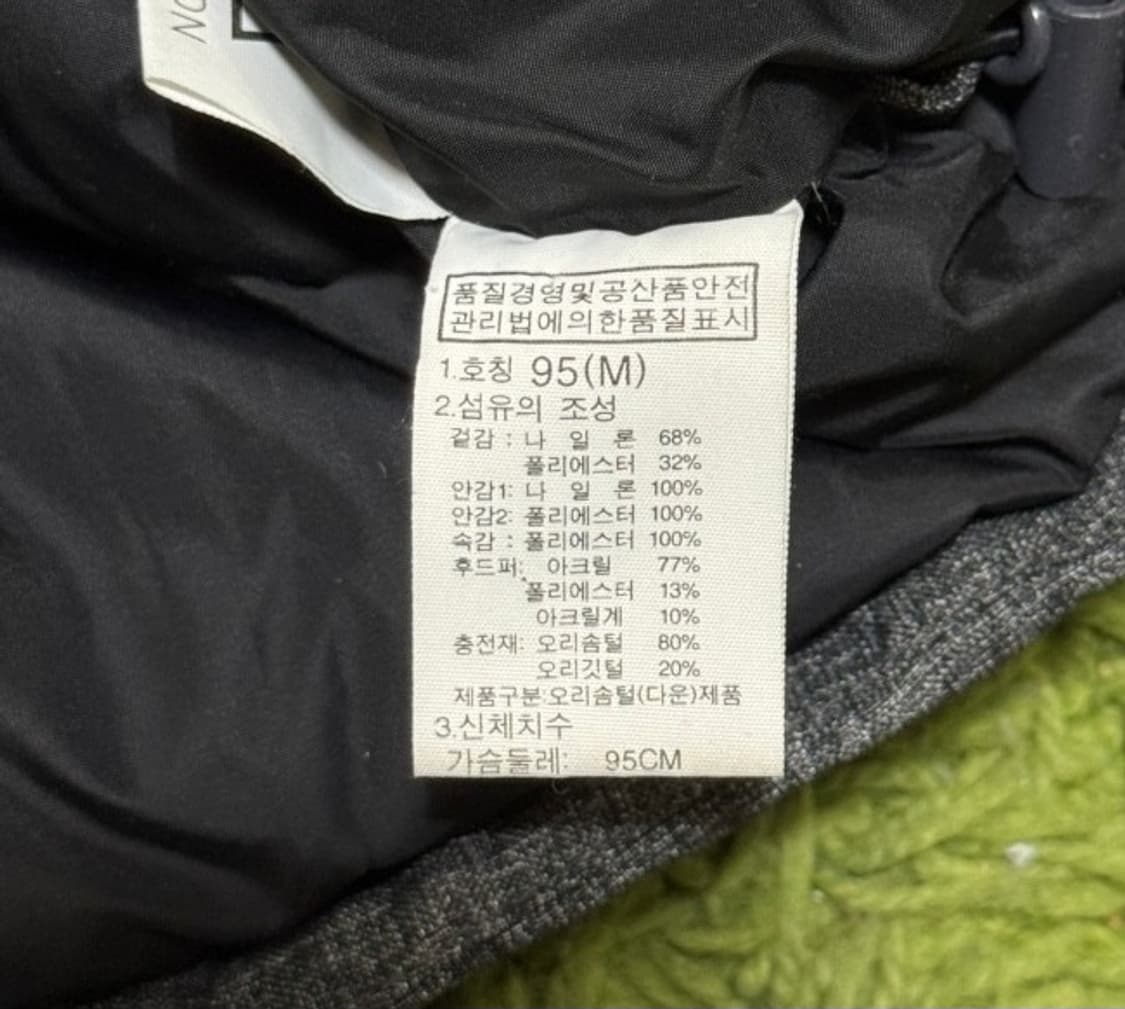 품질경영및공산품안전
관리법에의한품질표시
1.호칭 95(M)
2.섬유의 조성
겉감 : 나 일 론 68%
폴리에스터 32%
안감1: 나 일 론 100%
안감2: 폴리에스터 100%
속감 : 폴리에스터 100%
후드퍼: 아크릴 77%
폴리에스터 13%
아크릴계 10%
충전재: 오리솜털 80%
오리깃털 20%
제품구분:오리솜털(다운)제품
3.신체치수
가슴둘레: 95CM